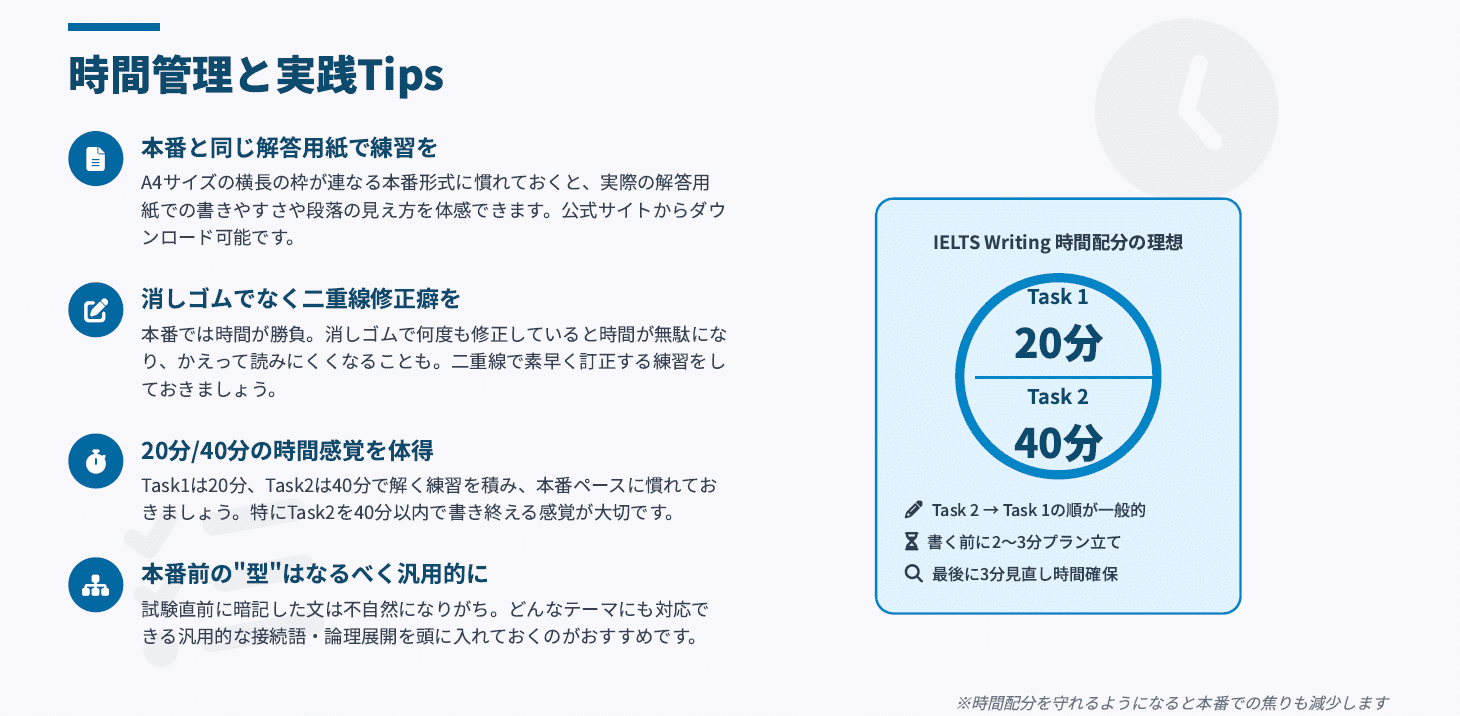 時間管理と実践Tips
本番と同じ解答用紙で練習を
A4サイズの横長の枠が連なる本番形式に慣れておくと、実際の解答用
紙での書きやすさや段落の見え方を体感できます。公式サイトからダウ
ンロード可能です。
消しゴムでなく二重線修正癖を
本番では時間が勝負。消しゴムで何度も修正していると時間が無駄にな
り、かえって読みにくくなることも。二重線で素早く訂正する練習をし
ておきましょう。
20分/40分の時間感覚を体得
Task1は20分、Task2は40分で解く練習を積み、本番ペースに慣れてお
きましょう。特にTask2を40分以内で書き終える感覚が大切です。
本番前の"型"はなるべく汎用的に
試験直前に暗記した文は不自然になりがち。どんなテーマにも対応で
きる汎用的な接続語・論理展開を頭に入れておくのがおすすめです。
IELTS Writing 時間配分の理想
Task 1
20分
Task 2
40分
Task 2 → Task 1の順が一般的
書く前に2〜3分プラン立て
最後に3分見直し時間確保
※時間配分を守れるようになると本番での焦りも減少します